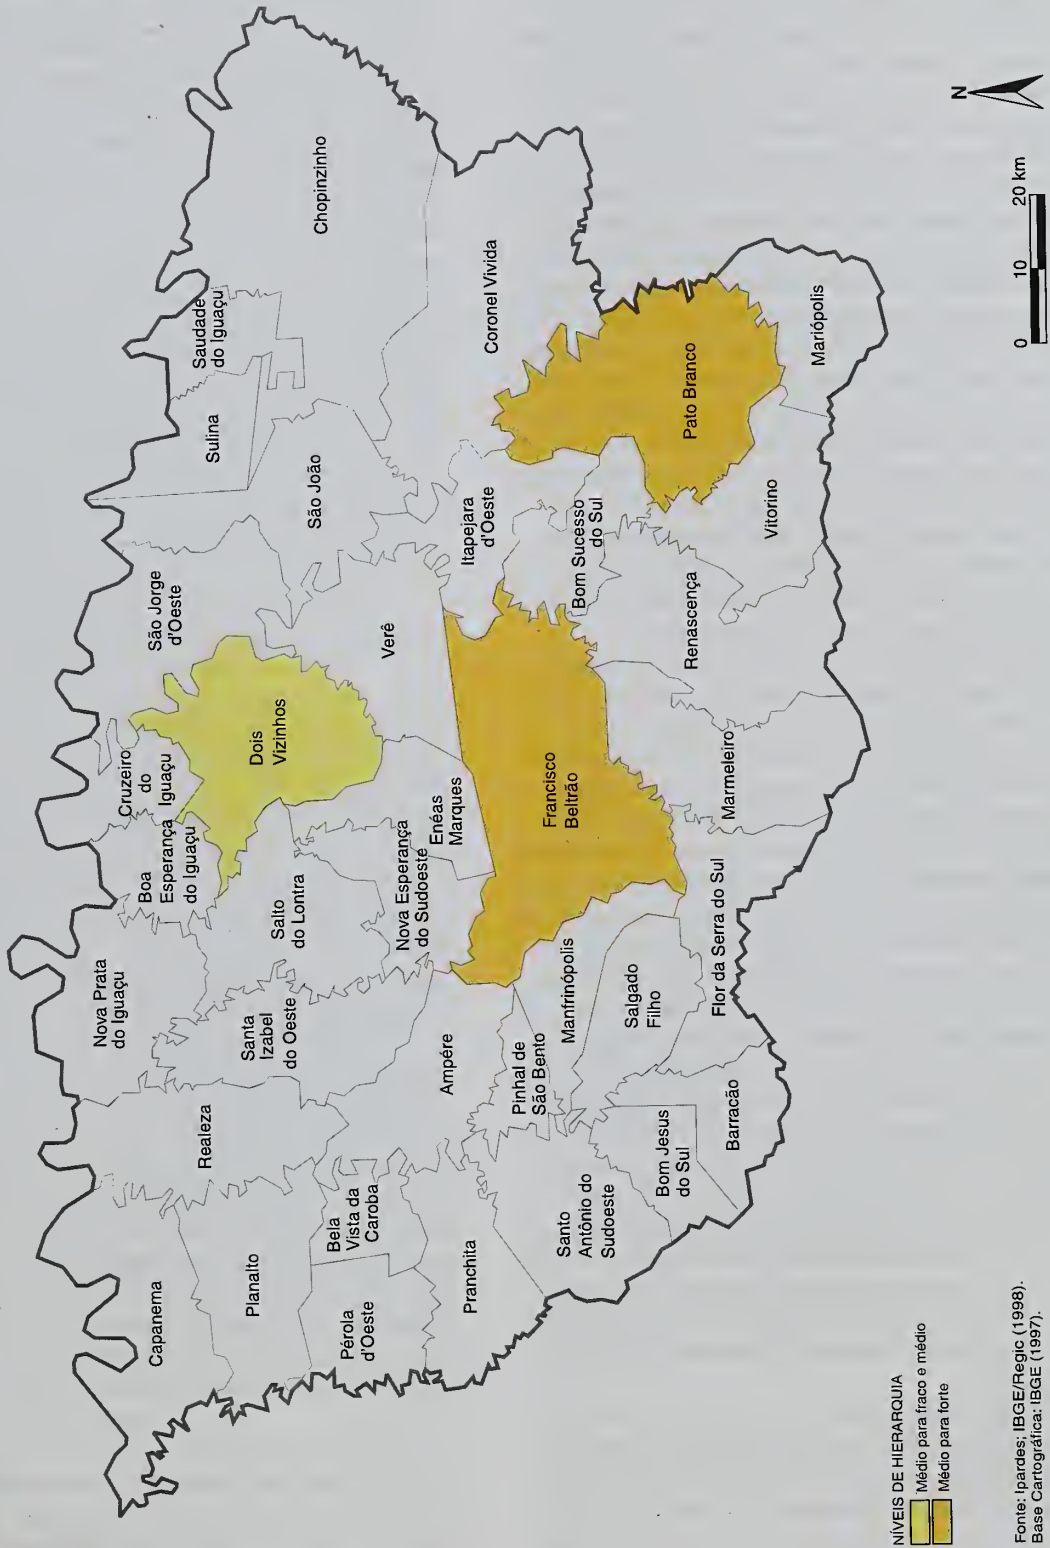 Capanema
Planalto
Pérola
d'Oeste
Bela
Vista da
Caroba
Pranchita
Realeza
Nova Prata
do Iguaçu
Santa
Izabel
do Oeste
Ampére
Santo
Antônio do
Sudoeste
Bom Jesus
do Sul
Barracão
Pinhal de
São Bento
Manfrinópolis
Salgado
Filho
Flor da Serra do Sul
Boa
Esperança
do Iguaçu
Cruzeiro
do
Iguaçu
Salto
do Lontra
Nova Esperança
do Sudoeste
Enéas
Marques
Dois
Vizinhos
Francisco
Beltrão
Marmeleiro
São Jorge
d'Oeste
Verê
Renascença
São João
Itapejara
d'Oeste
Bom Sucesso
do Sul
Vitorino
Sulina
Saudade
do Iguaçu
Chopinzinho
Coronel Vivida
Pato Branco
Mariópolis
N
0 10 20 km
NÍVEIS DE HIERARQUIA
Médio para fraco e médio
Médio para forte
Fonte: Ipardes; IBGE/Regic (1998).
Base Cartográfica: IBGE (1997).